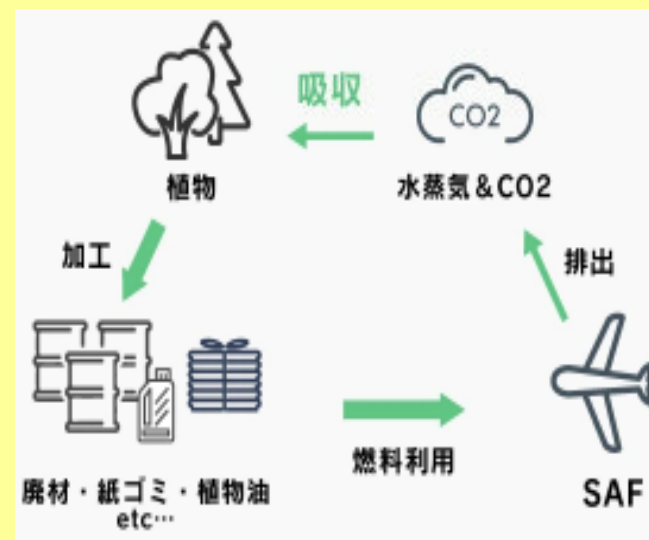 吸収
CO2
植物
水蒸気&CO2
加工
排出
燃料利用
廃材・紙ゴミ・植物油
etc…
SAF